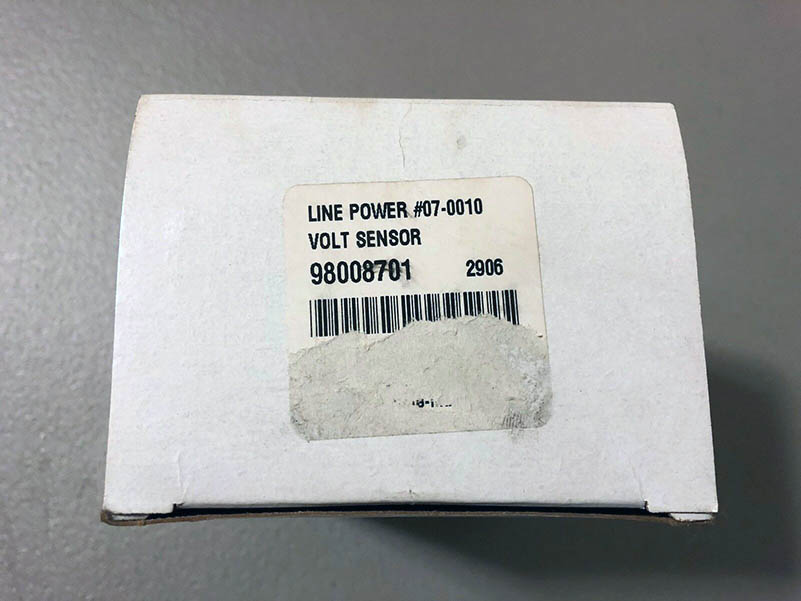 LINE POWER #07-0010
VOLT SENSOR
98008701 2906